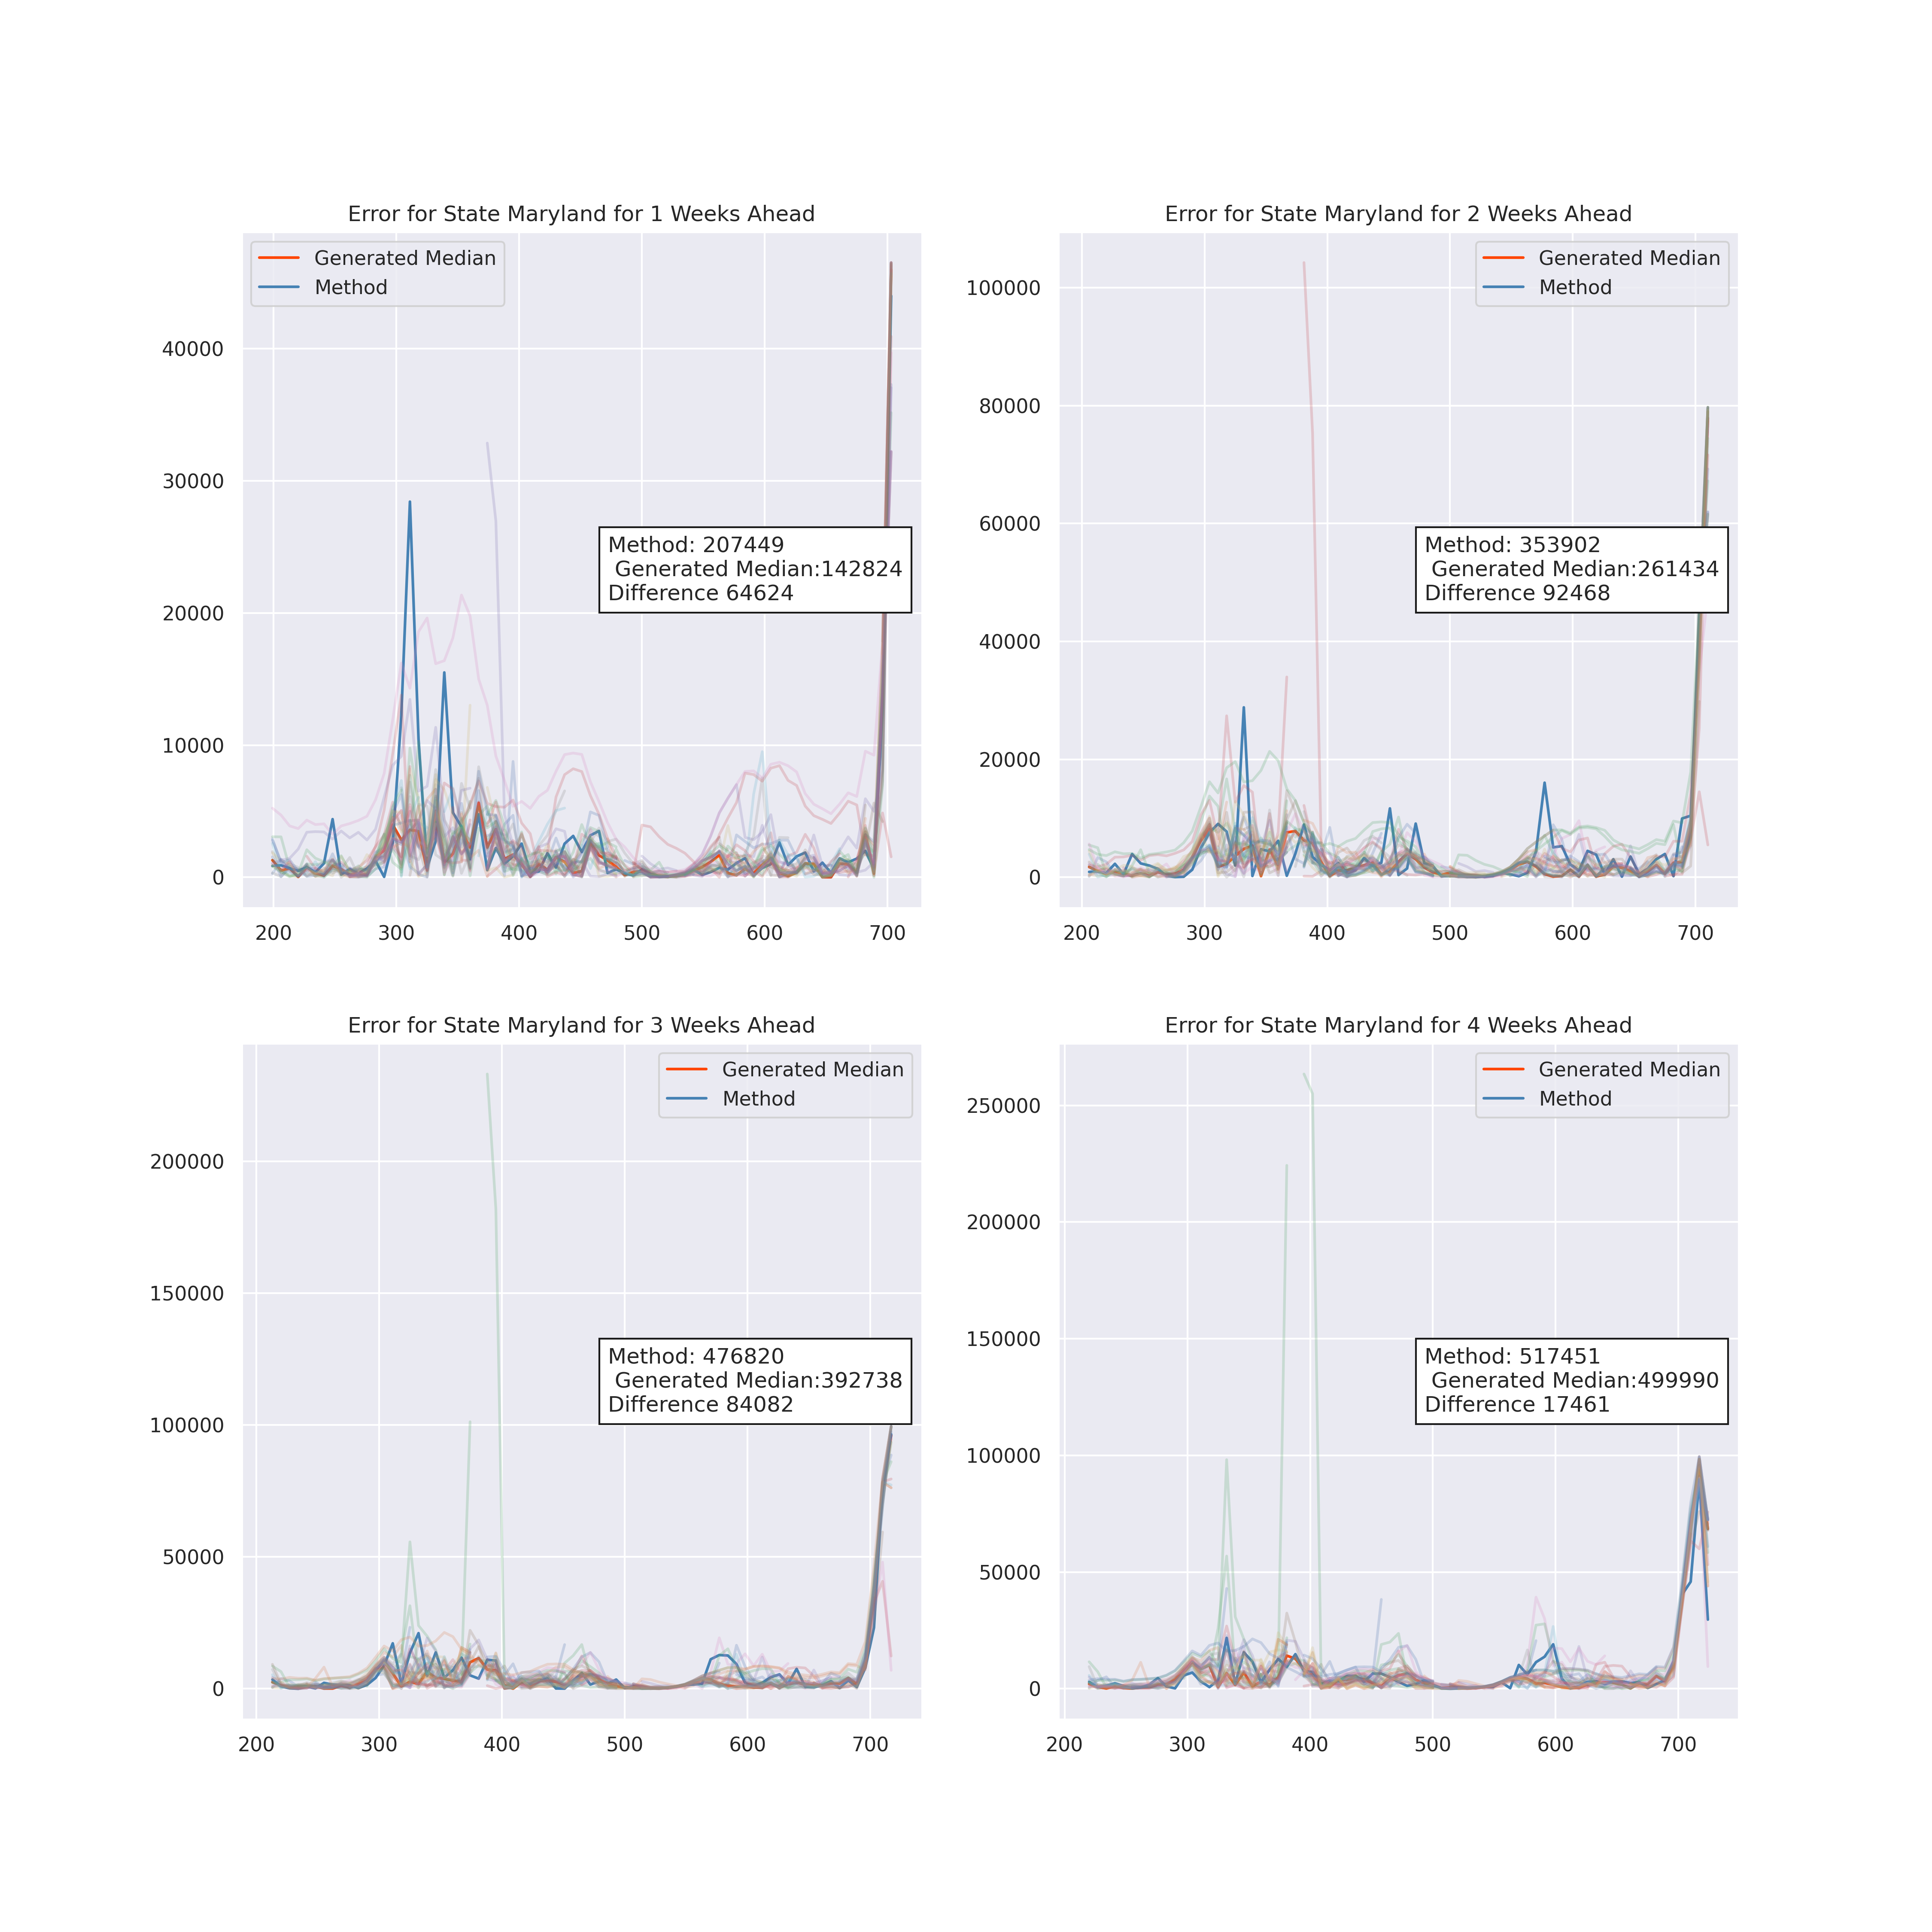 Error for State Maryland for 1 Weeks Ahead
Generated Median
Method
40000
30000
20000
10000
0
200 300 400 500 600 700
Method: 207449
Generated Median:142824
Difference 64624
Error for State Maryland for 2 Weeks Ahead
Generated Median
Method
100000
80000
60000
40000
20000
0
200 300 400 500 600 700
Method: 353902
Generated Median:261434
Difference 92468
Error for State Maryland for 3 Weeks Ahead
Generated Median
Method
200000
150000
100000
50000
0
200 300 400 500 600 700
Method: 476820
Generated Median:392738
Difference 84082
Error for State Maryland for 4 Weeks Ahead
Generated Median
Method
250000
200000
150000
100000
50000
0
200 300 400 500 600 700
Method: 517451
Generated Median:499990
Difference 17461